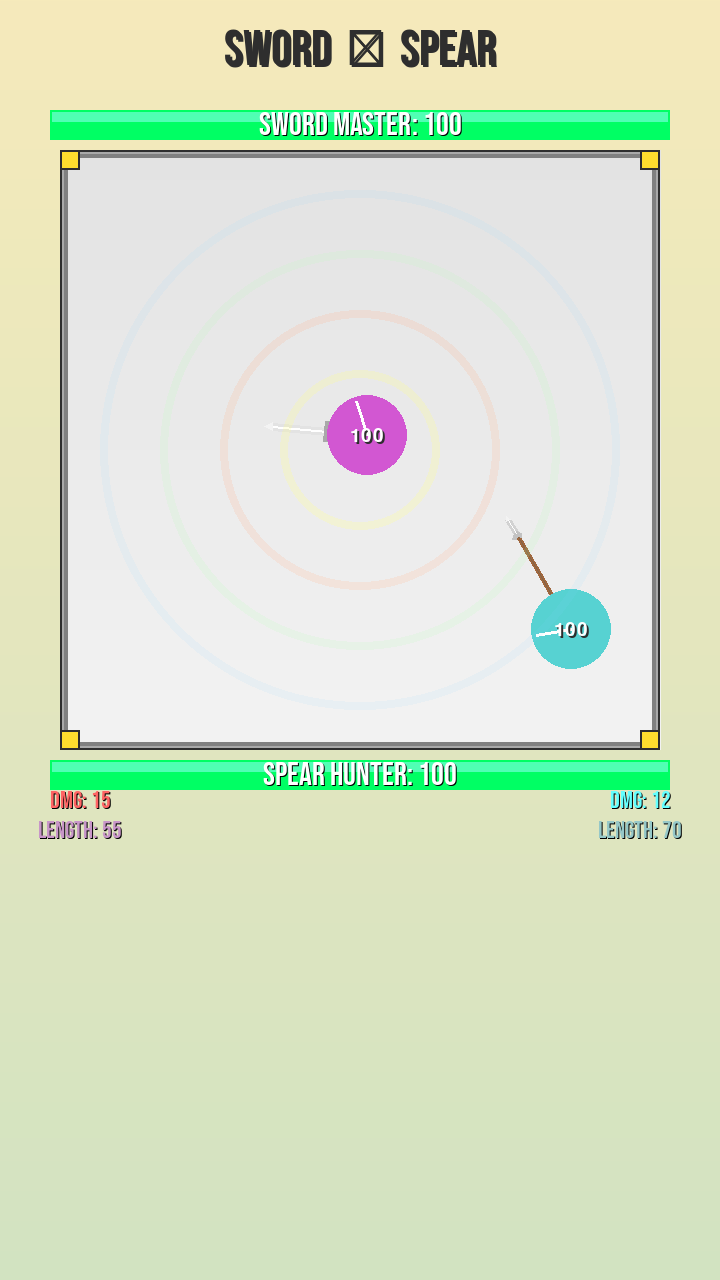 SWORD ☒ SPEAR
SWORD MASTER: 100
100
100
SPEAR HUNTER: 100
DMG: 15
DMG: 12
LENGTH: 55
LENGTH: 70